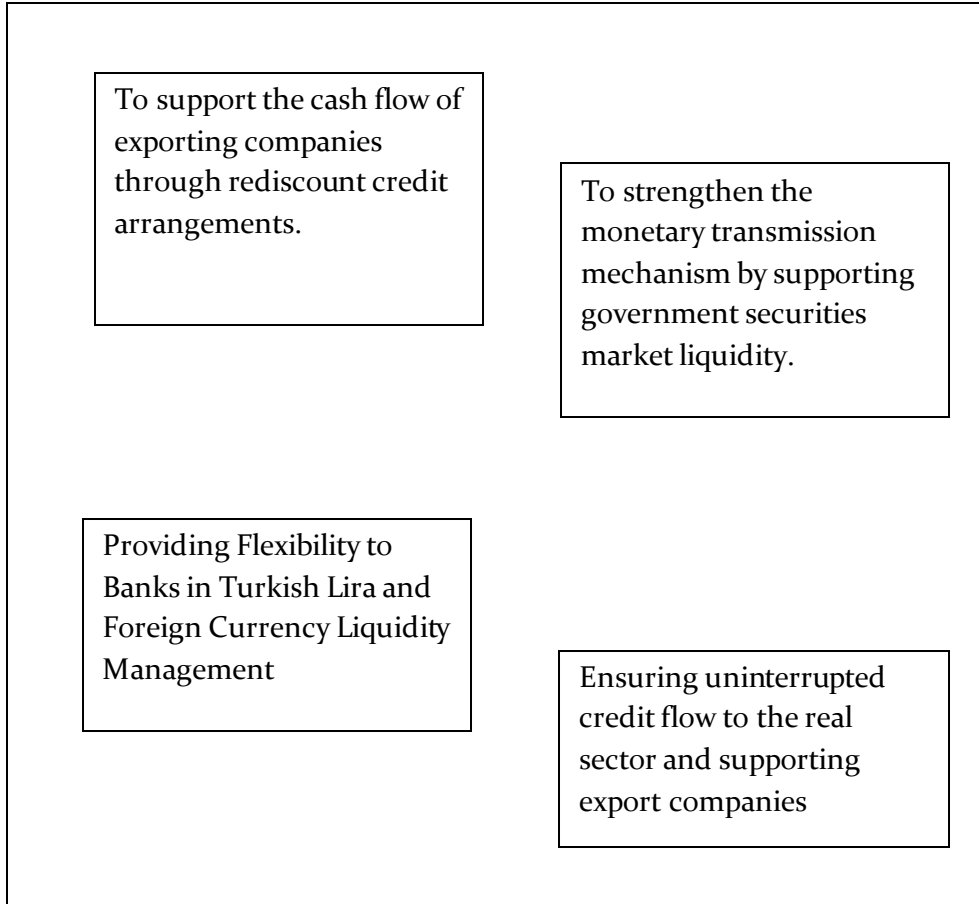 To support the cash flow of
exporting companies
through rediscount credit
arrangements.
To strengthen the
monetary transmission
mechanism by supporting
government securities
market liquidity.
Providing Flexibility to
Banks in Turkish Lira and
Foreign Currency Liquidity
Management
Ensuring uninterrupted
credit flow to the real
sector and supporting
export companies